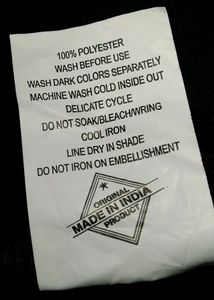 100% POLYESTER
WASH BEFORE USE
WASH DARK COLORS SEPARATELY
MACHINE WASH COLD INSIDE OUT
DELICATE CYCLE
DO NOT SOAK/BLEACH/WRING
COOL IRON
LINE DRY IN SHADE
DO NOT IRON ON EMBELLISHMENT
ORIGINAL
MADE IN INDIA
PRODUCT